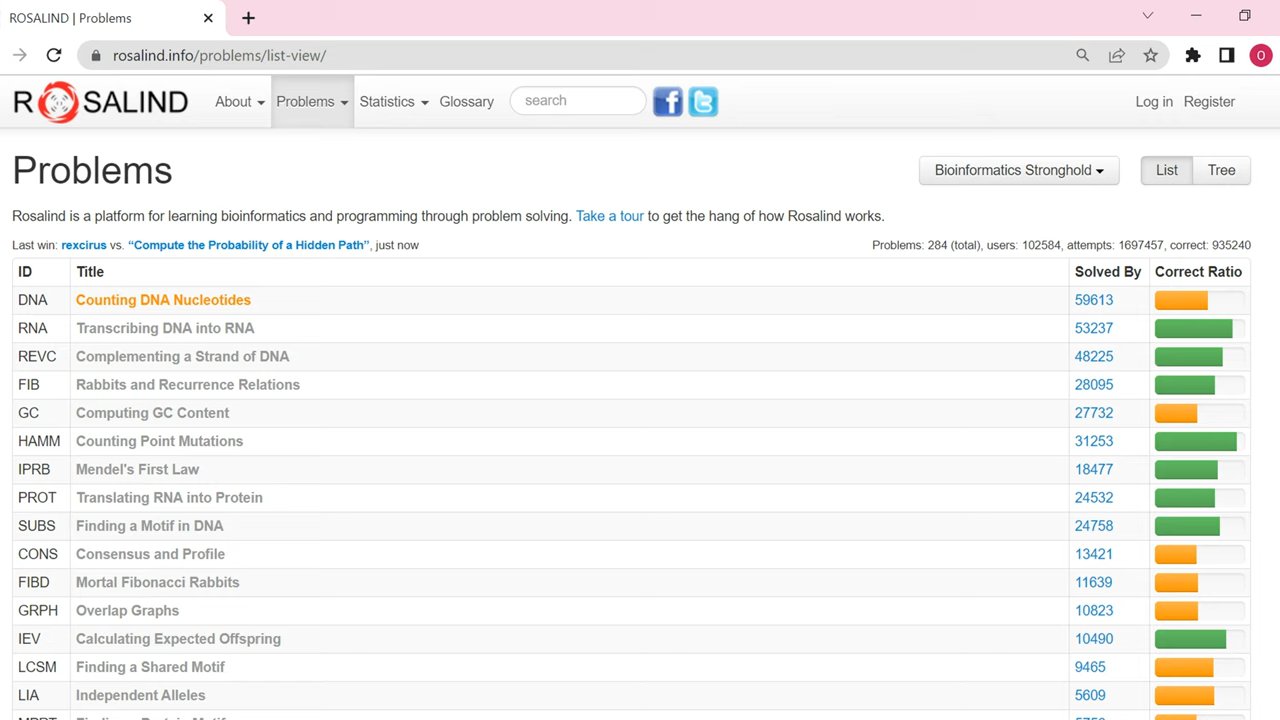 ROSALIND | Problems
rosalind.info/problems/list-view/
O
ROSALIND About Problems Statistics Glossary search f t Log in Register
Problems
Bioinformatics Stronghold List Tree
Rosalind is a platform for learning bioinformatics and programming through problem solving. Take a tour to get the hang of how Rosalind works.
Last win: rexcirus vs. “Compute the Probability of a Hidden Path”, just now Problems: 284 (total), users: 102584, attempts: 1697457, correct: 935240
ID Title Solved By Correct Ratio
DNA Counting DNA Nucleotides 59613
RNA Transcribing DNA into RNA 53237
REVC Complementing a Strand of DNA 48225
FIB Rabbits and Recurrence Relations 28095
GC Computing GC Content 27732
HAMM Counting Point Mutations 31253
IPRB Mendel's First Law 18477
PROT Translating RNA into Protein 24532
SUBS Finding a Motif in DNA 24758
CONS Consensus and Profile 13421
FIBD Mortal Fibonacci Rabbits 11639
GRPH Overlap Graphs 10823
IEV Calculating Expected Offspring 10490
LCSM Finding a Shared Motif 9465
LIA Independent Alleles 5609